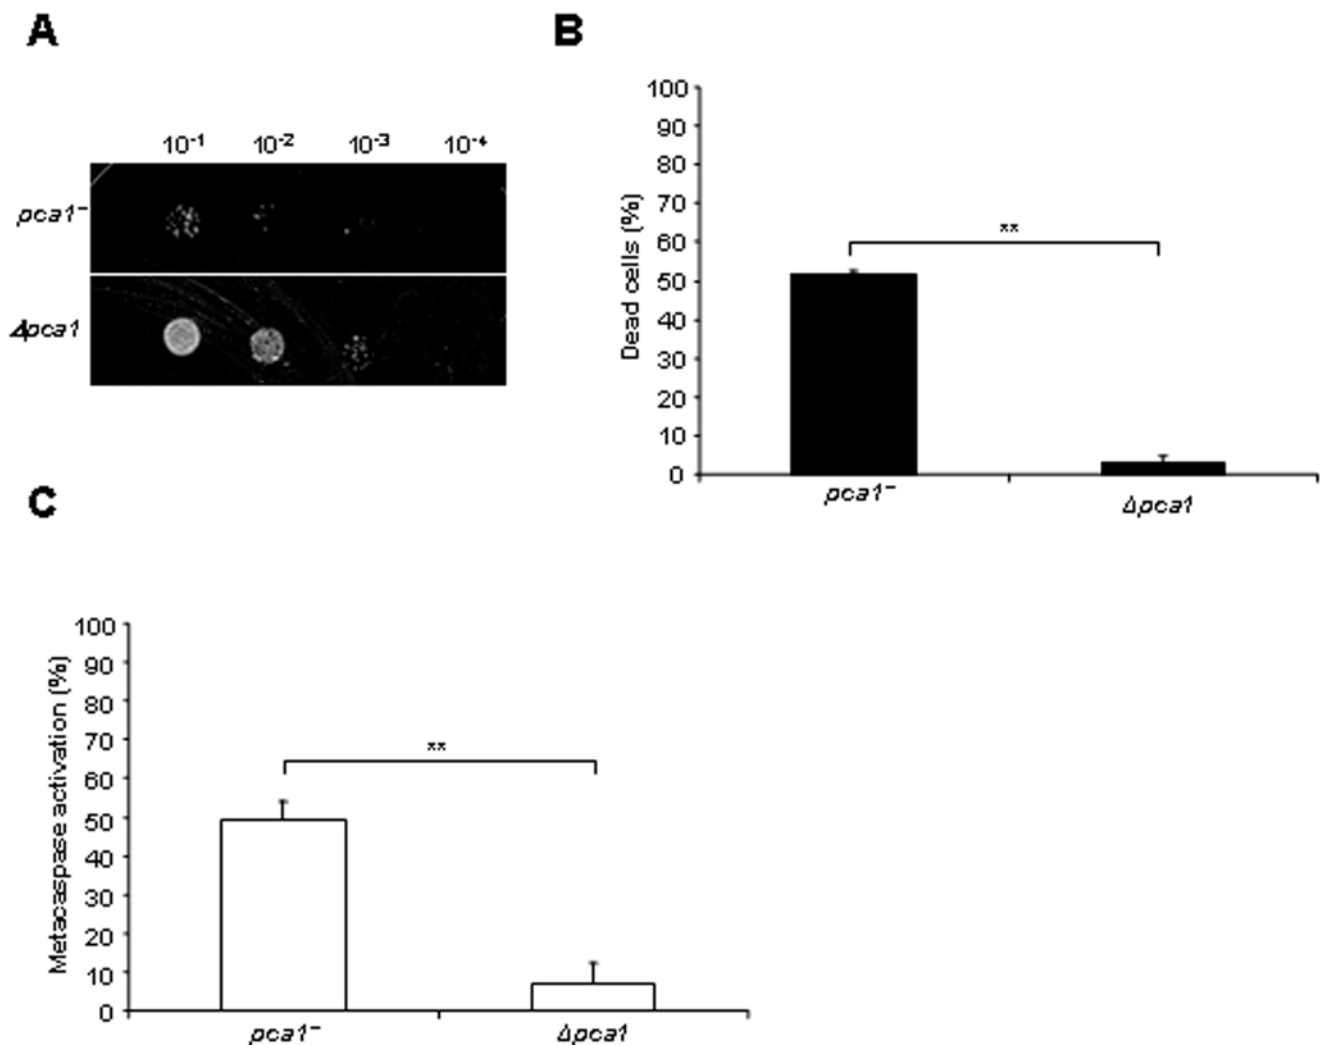 A
10⁻¹ 10⁻² 10⁻³ 10⁻⁴
pca1⁻
Δpca1
B
100
90
80
70
60
50
40
30
20
10
0
Dead cells (%)
**
pca1⁻ Δpca1
C
100
90
80
70
60
50
40
30
20
10
0
Metacaspase activation (%)
**
pca1⁻ Δpca1